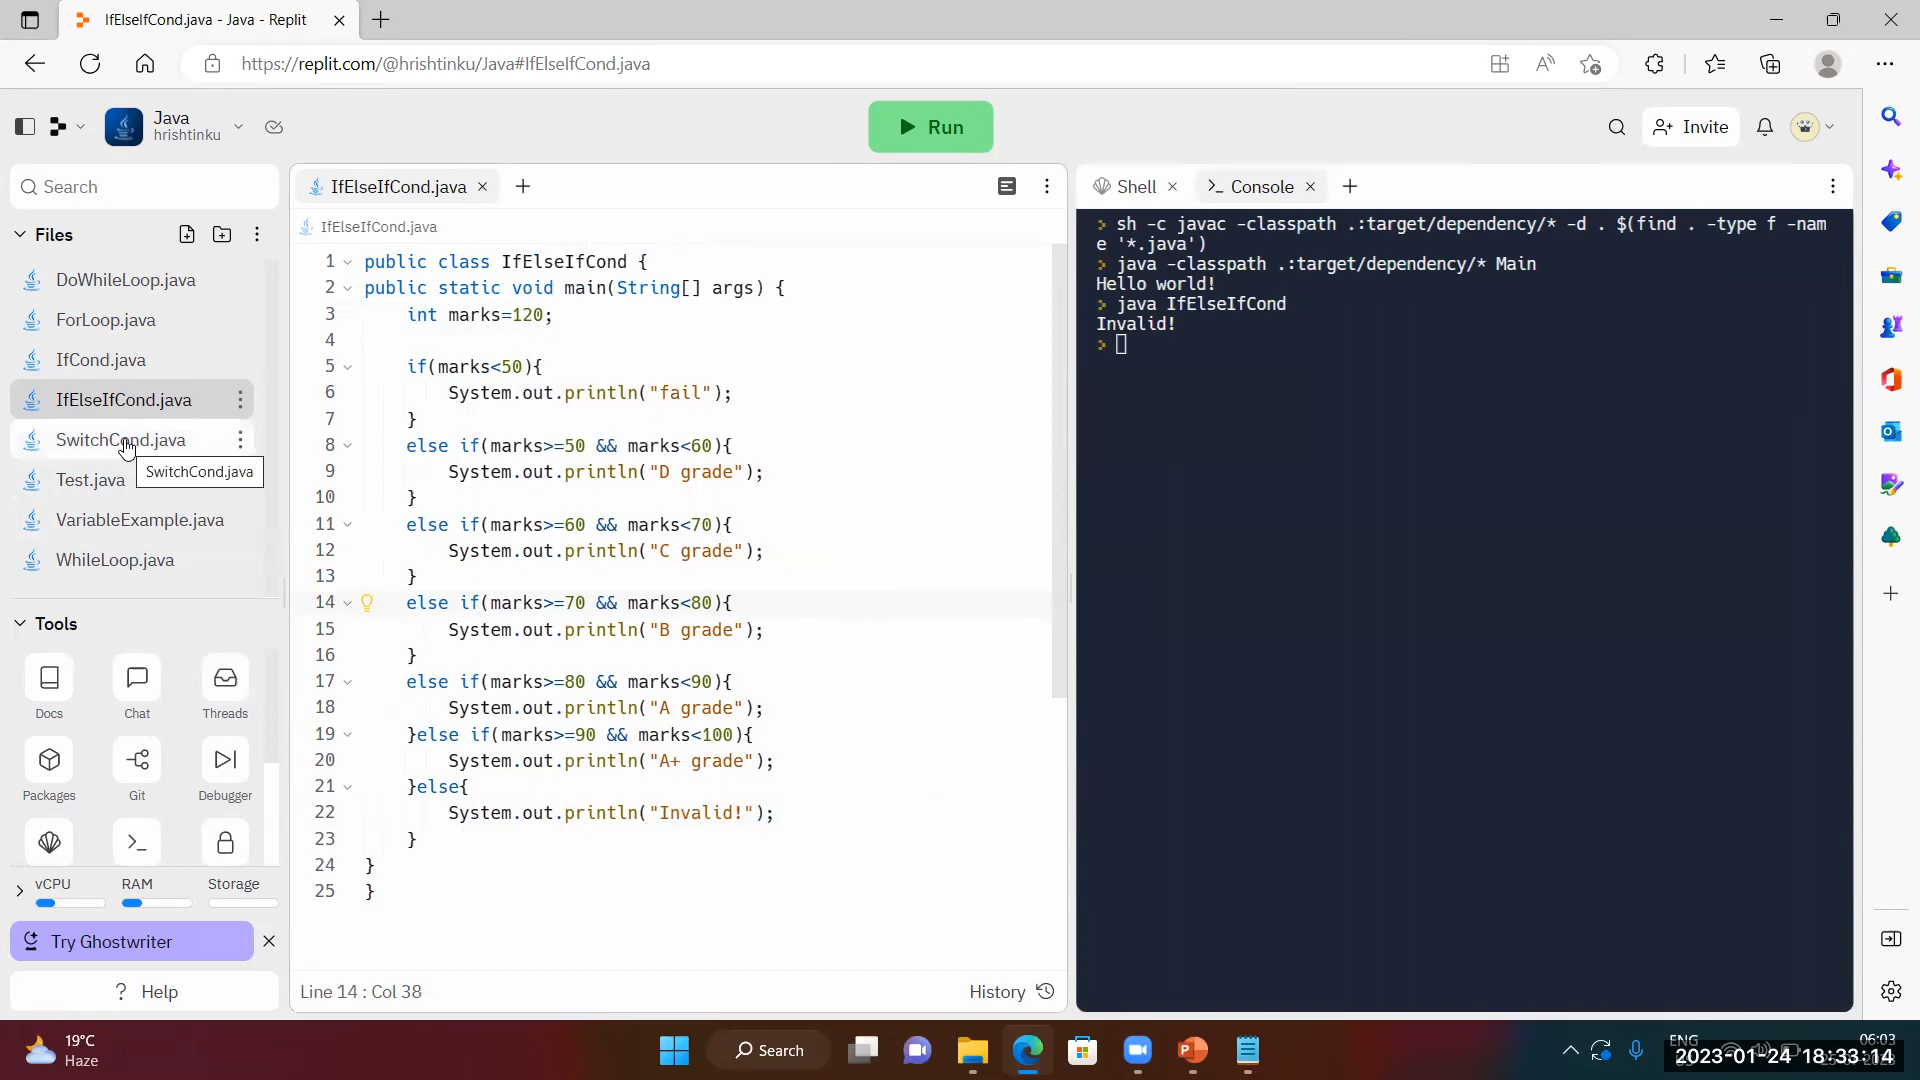 IfElseIfCond.java - Java - Replit
https://replit.com/@hrishtinku/Java#IfElseIfCond.java
Java
hrishtinku
Run
Invite
Search
Files
DoWhileLoop.java
ForLoop.java
IfCond.java
IfElseIfCond.java
SwitchCond.java
SwitchCond.java
Test.java
VariableExample.java
WhileLoop.java
Tools
Docs
Chat
Threads
Packages
Git
Debugger
vCPU
RAM
Storage
Try Ghostwriter
? Help
IfElseIfCond.java
IfElseIfCond.java
1 public class IfElseIfCond {
2 public static void main(String[] args) {
3 int marks=120;
4
5 if(marks<50){
6 System.out.println("fail");
7 }
8 else if(marks>=50 && marks<60){
9 System.out.println("D grade");
10 }
11 else if(marks>=60 && marks<70){
12 System.out.println("C grade");
13 }
14 else if(marks>=70 && marks<80){
15 System.out.println("B grade");
16 }
17 else if(marks>=80 && marks<90){
18 System.out.println("A grade");
19 }else if(marks>=90 && marks<100){
20 System.out.println("A+ grade");
21 }else{
22 System.out.println("Invalid!");
23 }
24 }
25 }
Line 14 : Col 38
History
Shell
Console
> sh -c javac -classpath .:target/dependency/* -d . $(find . -type f -nam
e '*.java')
> java -classpath .:target/dependency/* Main
Hello world!
> java IfElseIfCond
Invalid!
>
19°C
Haze
Search
ENG
06:03
2023-01-24 18:33:14